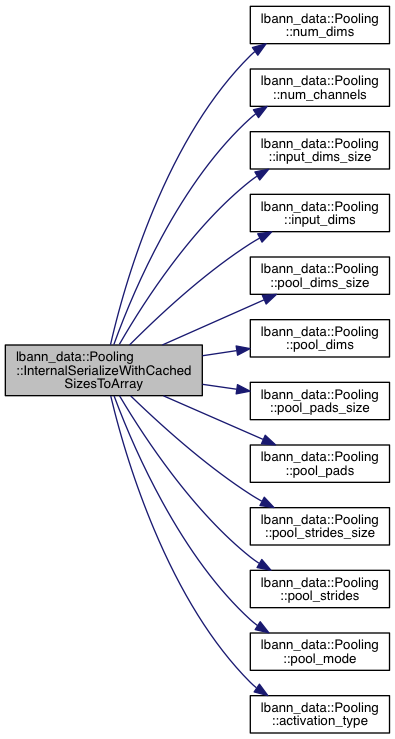 lbann_data::Pooling
::InternalSerializeWithCached
SizesToArray
lbann_data::Pooling
::num_dims
lbann_data::Pooling
::num_channels
lbann_data::Pooling
::input_dims_size
lbann_data::Pooling
::input_dims
lbann_data::Pooling
::pool_dims_size
lbann_data::Pooling
::pool_dims
lbann_data::Pooling
::pool_pads_size
lbann_data::Pooling
::pool_pads
lbann_data::Pooling
::pool_strides_size
lbann_data::Pooling
::pool_strides
lbann_data::Pooling
::pool_mode
lbann_data::Pooling
::activation_type